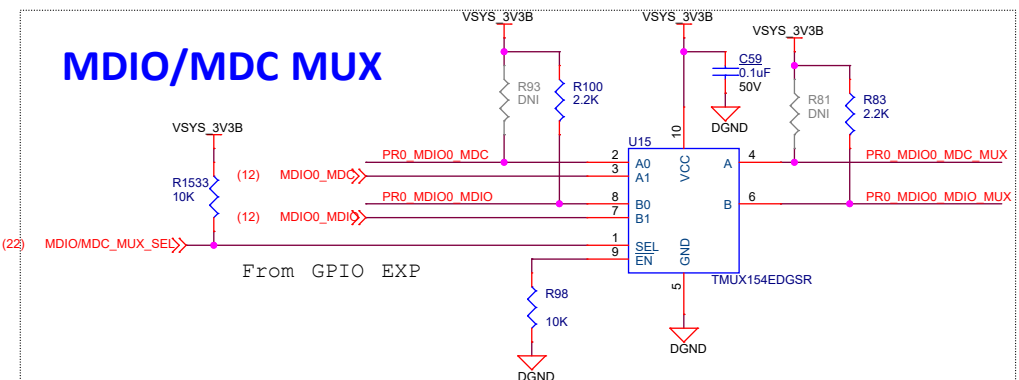 MDIO/MDC MUX
VSYS_3V3B
VSYS_3V3B
VSYS_3V3B
R93
DNI
R100
2.2K
C59
0.1uF
50V
DGND
R81
DNI
R83
2.2K
VSYS_3V3B
R1533
10K
U15
10
VCC
PR0_MDIO0_MDC
2
A0
A
4
PR0_MDIO0_MDC_MUX
(12)
MDIO0_MDC
3
A1
PR0_MDIO0_MDIO
8
B0
B
6
PR0_MDIO0_MDIO_MUX
(12)
MDIO0_MDIO
7
B1
(22)
MDIO/MDC_MUX_SEL
1
SEL
9
EN
GND
From GPIO EXP
TMUX154EDGSR
5
R98
10K
DGND
DGND